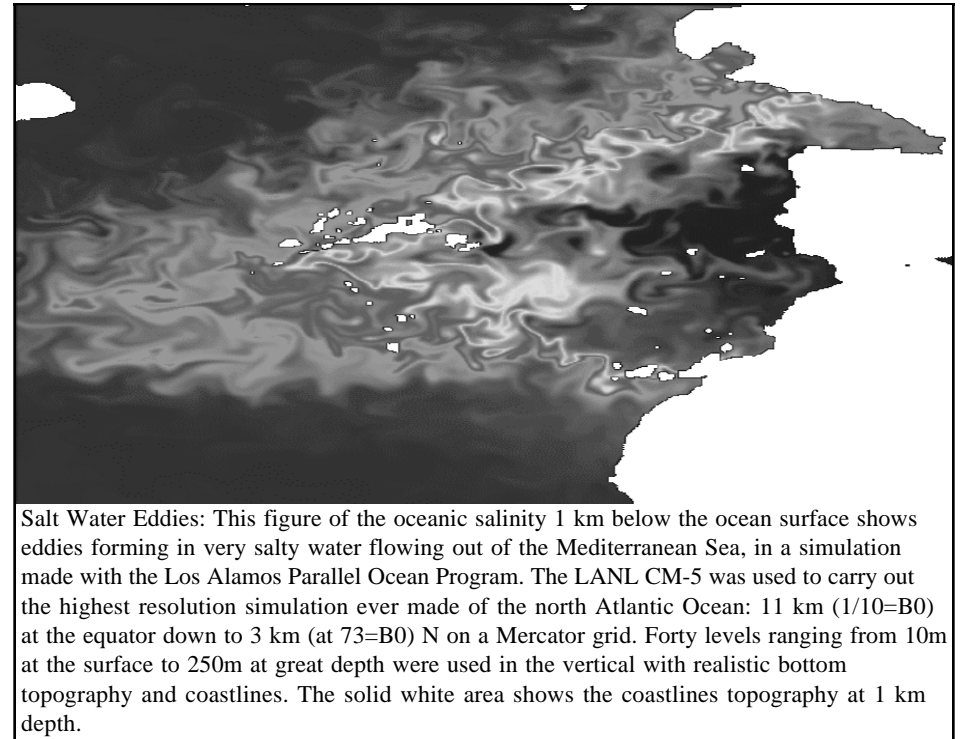 Salt Water Eddies: This figure of the oceanic salinity 1 km below the ocean surface shows
eddies forming in very salty water flowing out of the Mediterranean Sea, in a simulation
made with the Los Alamos Parallel Ocean Program. The LANL CM-5 was used to carry out
the highest resolution simulation ever made of the north Atlantic Ocean: 11 km (1/10=B0)
at the equator down to 3 km (at 73=B0) N on a Mercator grid. Forty levels ranging from 10m
at the surface to 250m at great depth were used in the vertical with realistic bottom
topography and coastlines. The solid white area shows the coastlines topography at 1 km
depth.